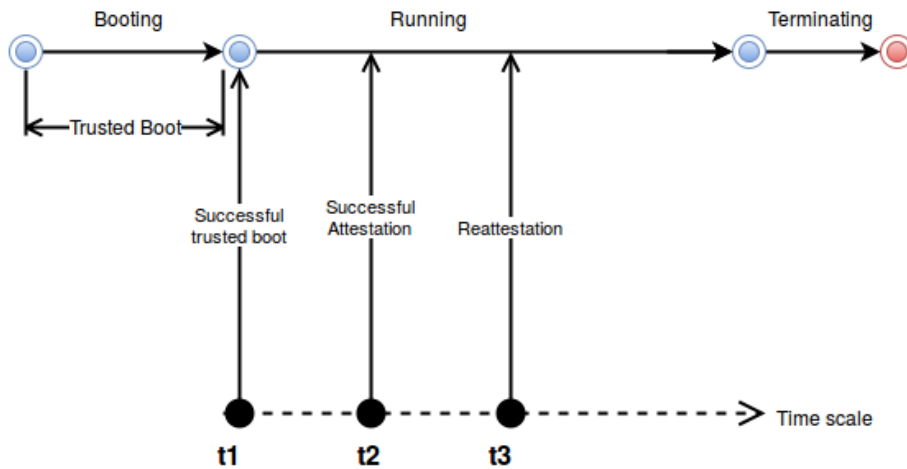 Booting
Running
Terminating
Trusted Boot
Successful
trusted boot
Successful
Attestation
Reattestation
Time scale
t1
t2
t3